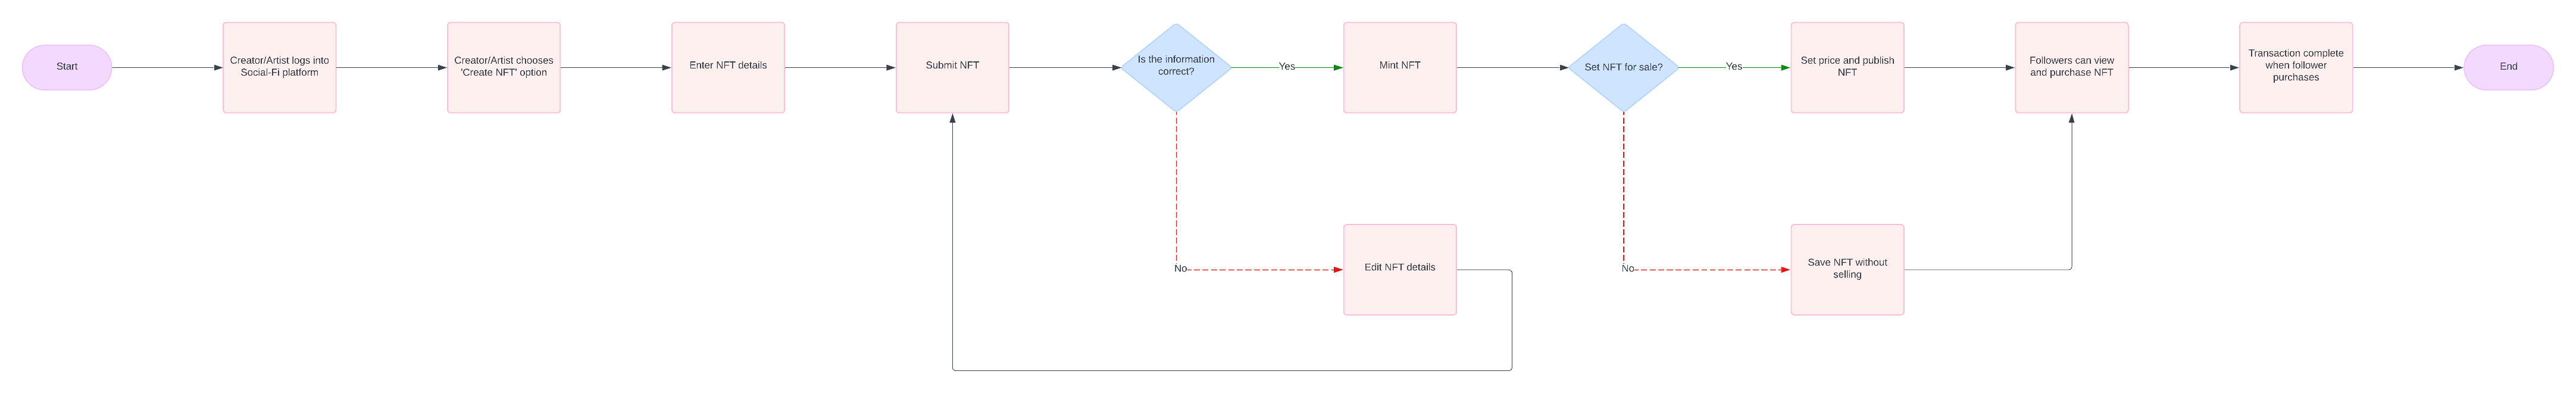 Start
Creator/Artist logs into
Social-Fi platform
Creator/Artist chooses
'Create NFT' option
Enter NFT details
Submit NFT
Is the information
correct?
Yes
Mint NFT
Set NFT for sale?
Yes
Set price and publish
NFT
Followers can view
and purchase NFT
Transaction complete
when follower
purchases
End
No
Edit NFT details
No
Save NFT without
selling